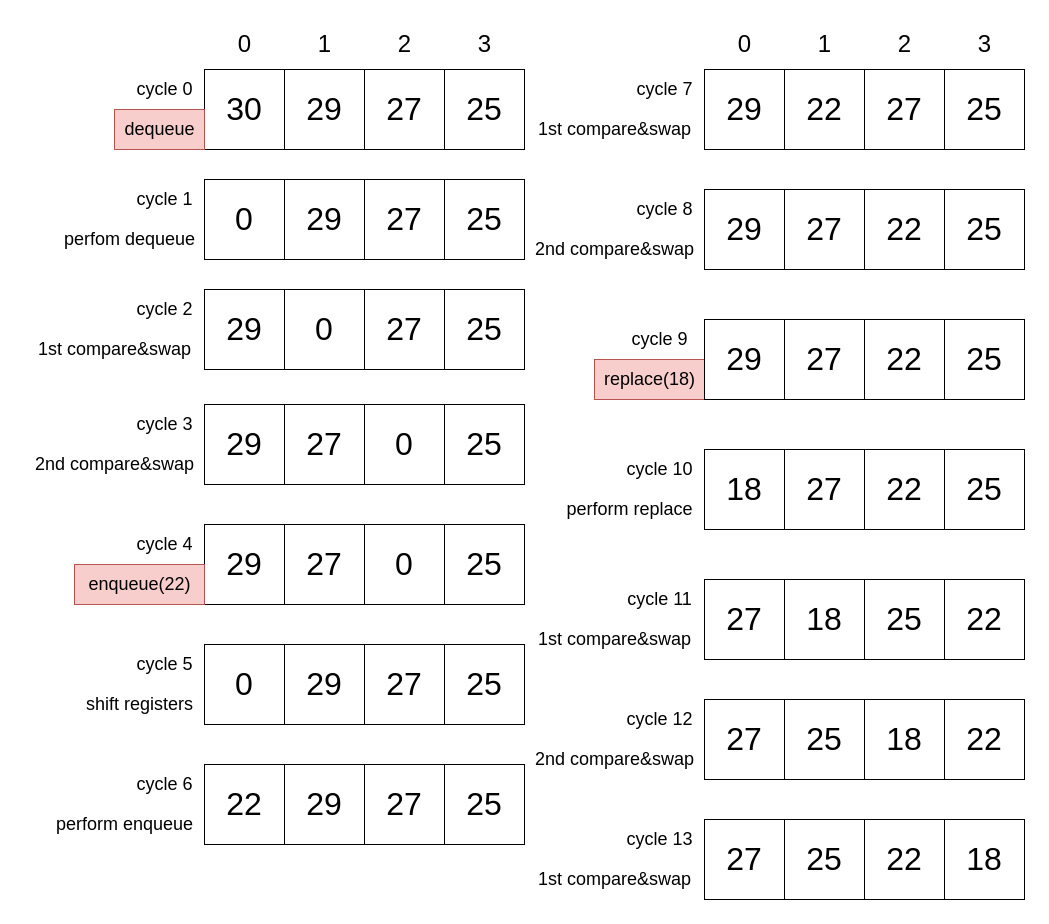 0 1 2 3
cycle 0
dequeue
30 29 27 25
cycle 1
perfom dequeue
0 29 27 25
cycle 2
1st compare&swap
29 0 27 25
cycle 3
2nd compare&swap
29 27 0 25
cycle 4
enqueue(22)
29 27 0 25
cycle 5
shift registers
0 29 27 25
cycle 6
perform enqueue
22 29 27 25
0 1 2 3
cycle 7
1st compare&swap
29 22 27 25
cycle 8
2nd compare&swap
29 27 22 25
cycle 9
replace(18)
29 27 22 25
cycle 10
perform replace
18 27 22 25
cycle 11
1st compare&swap
27 18 25 22
cycle 12
2nd compare&swap
27 25 18 22
cycle 13
1st compare&swap
27 25 22 18